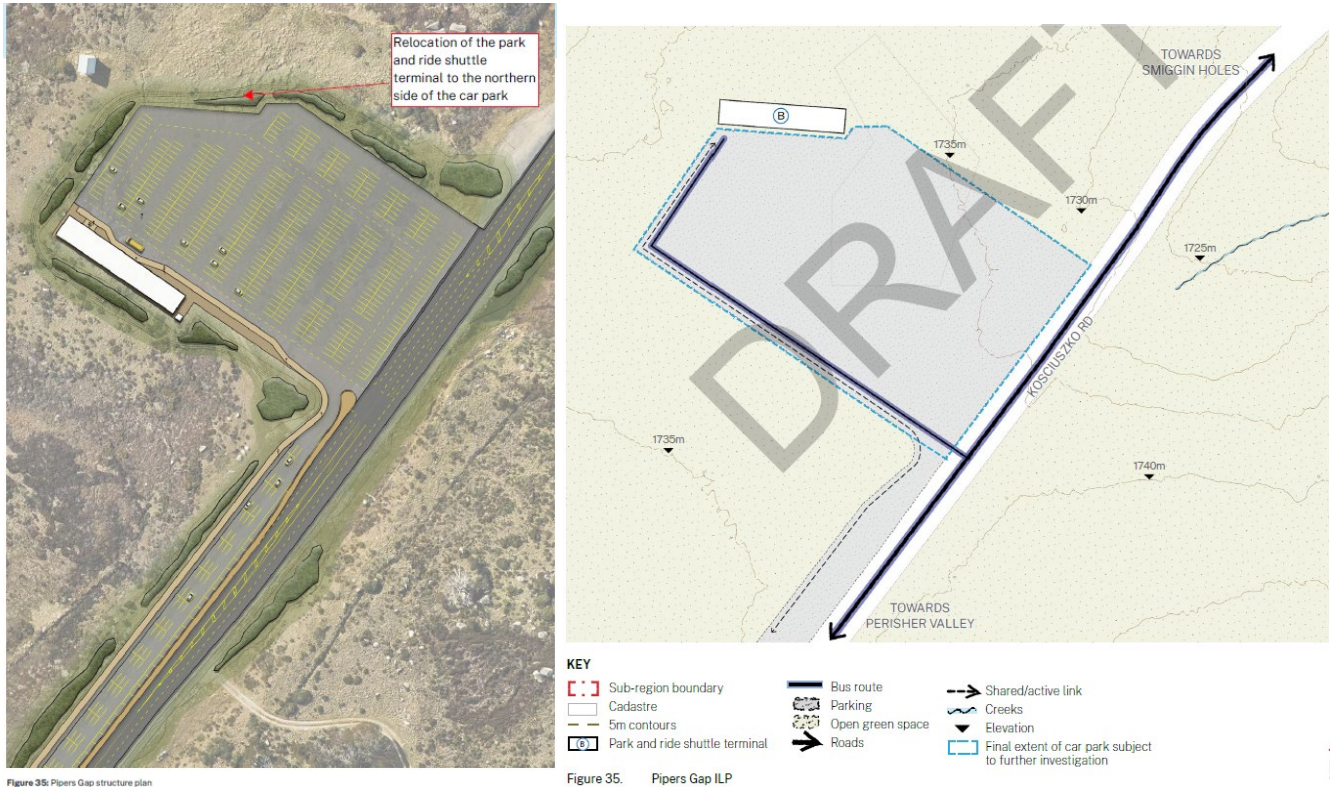 Relocation of the park
and ride shuttle
terminal to the northern
side of the car park
Figure 35: Pipers Gap structure plan
DRAFT
TOWARDS
SMIGGIN HOLES
B
1735m
1730m
1725m
KOSCIUSZKO RD
1735m
1740m
TOWARDS
PERISHER VALLEY
KEY
Sub-region boundary
Cadastre
5m contours
B
Park and ride shuttle terminal
Bus route
Parking
Open green space
Roads
Shared/active link
Creeks
Elevation
Final extent of car park subject
to further investigation
Figure 35. Pipers Gap ILP